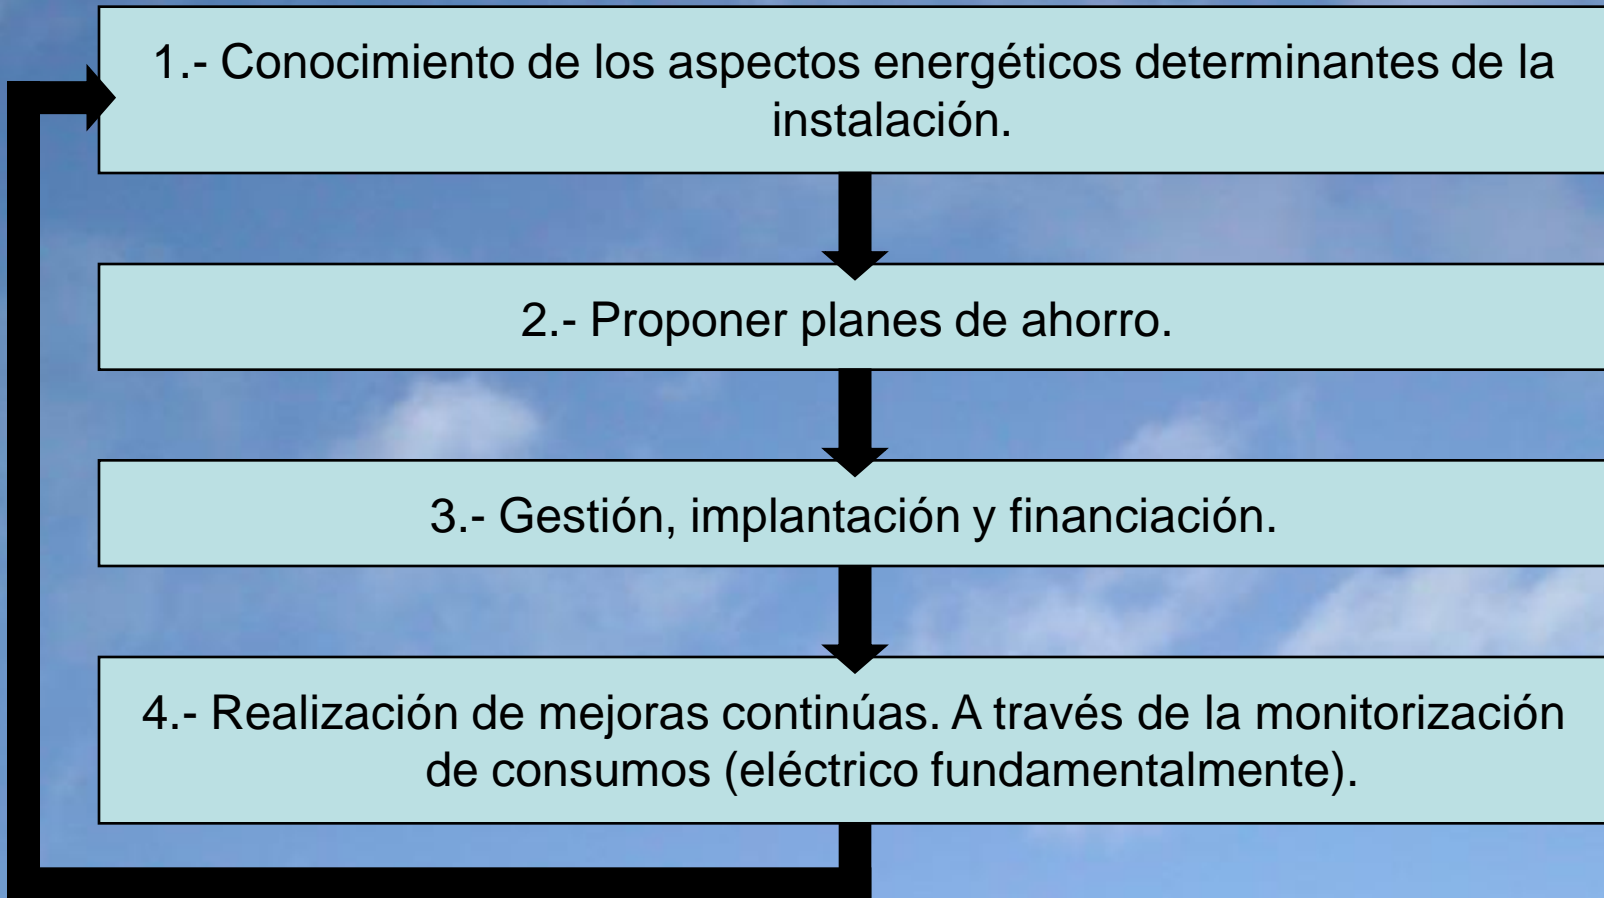 1.- Conocimiento de los aspectos energéticos determinantes de la
instalación.
2.- Proponer planes de ahorro.
3.- Gestión, implantación y financiación.
4.- Realización de mejoras continúas. A través de la monitorización
de consumos (eléctrico fundamentalmente).